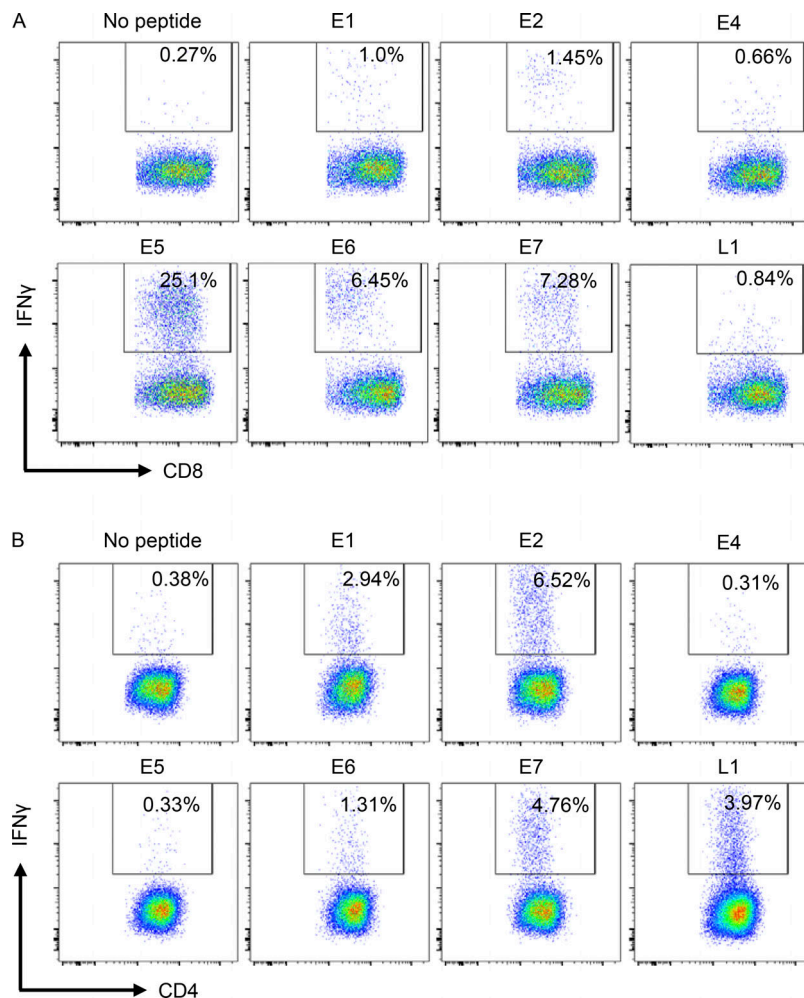 A
No peptide
E1
E2
E4
0.27%
1.0%
1.45%
0.66%
E5
E6
E7
L1
25.1%
6.45%
7.28%
0.84%
IFNγ
CD8
B
No peptide
E1
E2
E4
0.38%
2.94%
6.52%
0.31%
E5
E6
E7
L1
0.33%
1.31%
4.76%
3.97%
IFNγ
CD4